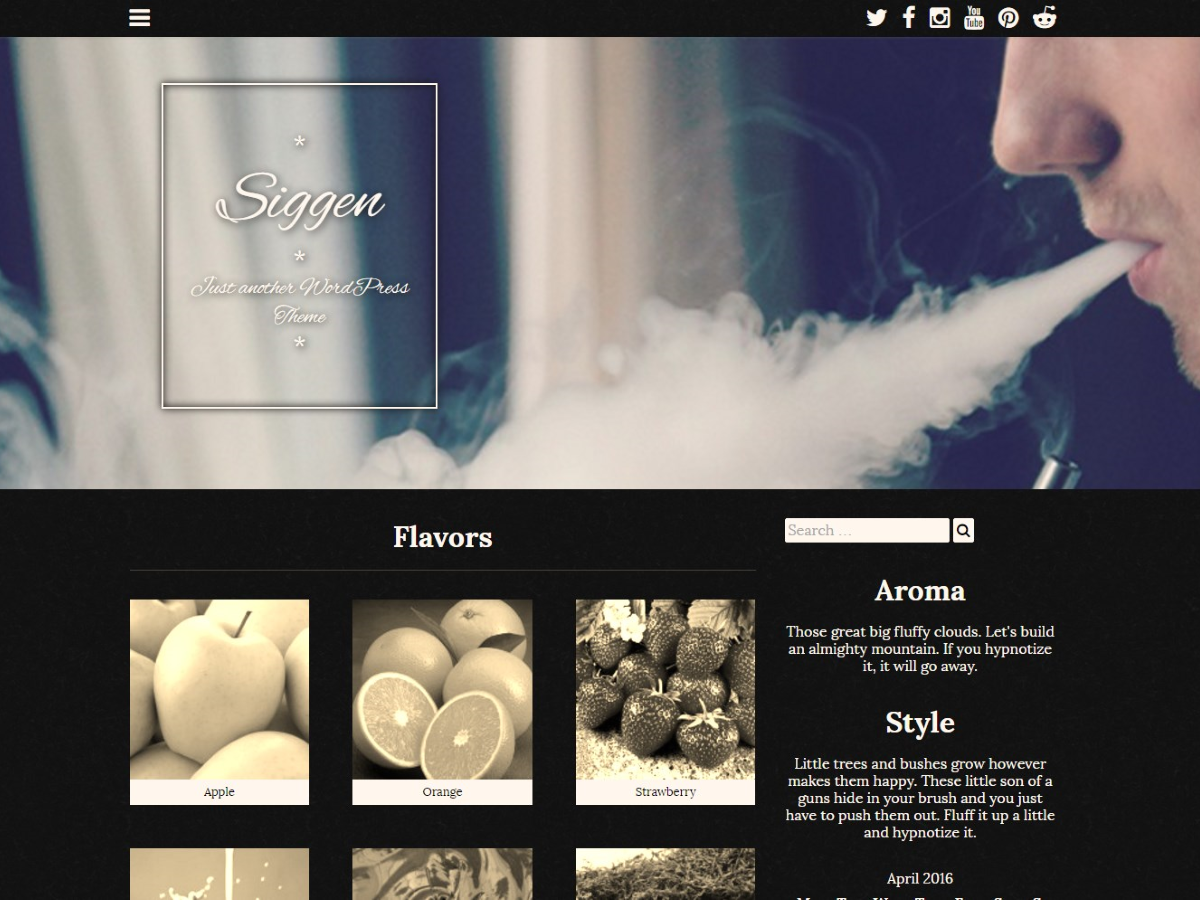 You
Tube
*
Siggen
*
Just another WordPress
Theme
*
Flavors
Apple
Orange
Strawberry
Search ...
Aroma
Those great big fluffy clouds. Let's build
an almighty mountain. If you hypnotize
it, it will go away.
Style
Little trees and bushes grow however
makes them happy. These little son of a
guns hide in your brush and you just
have to push them out. Fluff it up a little
and hypnotize it.
April 2016